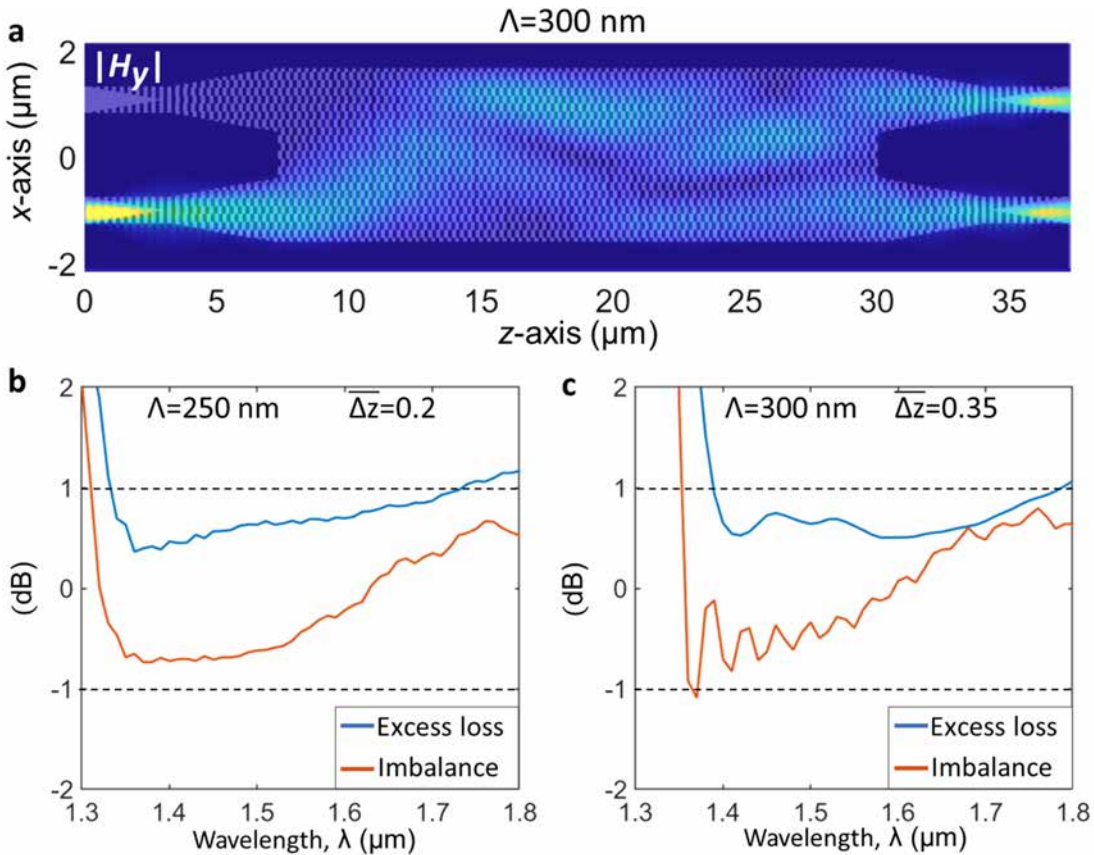 a
Λ=300 nm
|Hy|
x-axis (µm)
2
0
-2
0 5 10 15 20 25 30 35
z-axis (µm)
b
Λ=250 nm Δz=0.2
(dB)
2
1
0
-1
-2
Excess loss
Imbalance
1.3 1.4 1.5 1.6 1.7 1.8
Wavelength, λ (µm)
c
Λ=300 nm Δz=0.35
(dB)
2
1
0
-1
-2
Excess loss
Imbalance
1.3 1.4 1.5 1.6 1.7 1.8
Wavelength, λ (µm)